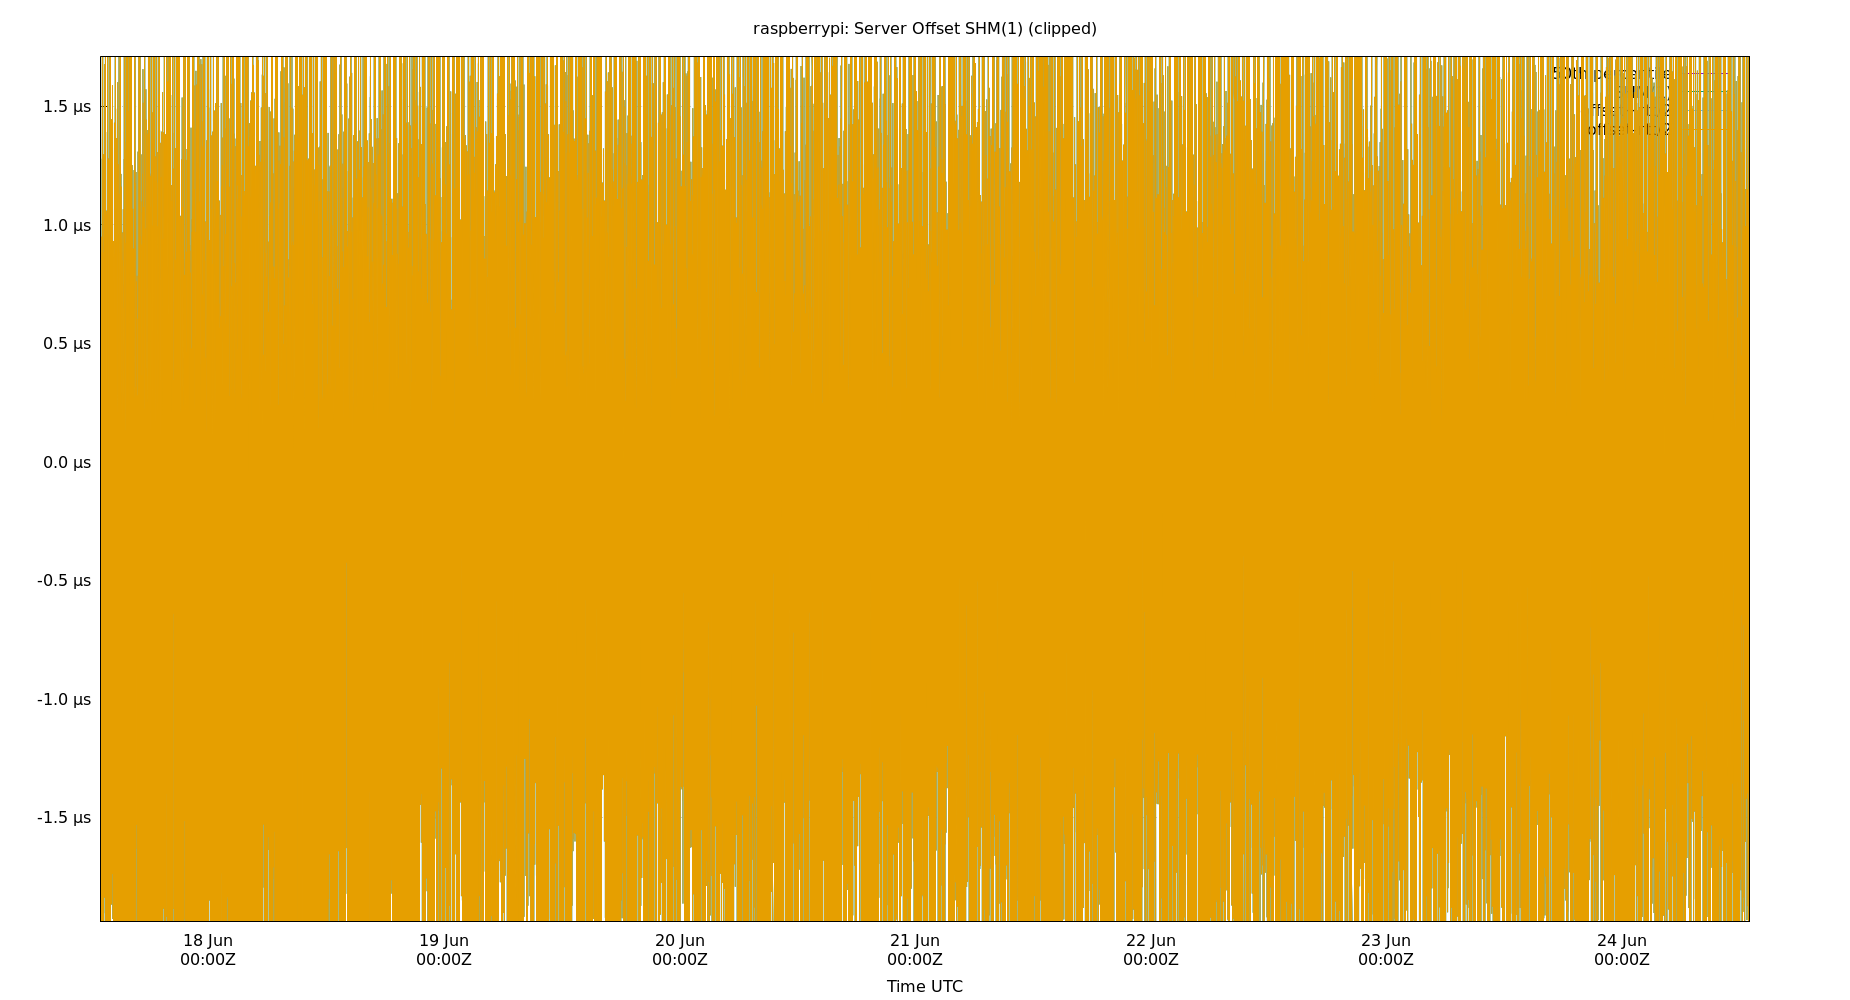 raspberrypi: Server Offset SHM(1) (clipped)
50th percentile
1.5 µs
1.0 µs
0.5 µs
0.0 µs
-0.5 µs
-1.0 µs
-1.5 µs
18 Jun
00:00Z
19 Jun
00:00Z
20 Jun
00:00Z
21 Jun
00:00Z
22 Jun
00:00Z
23 Jun
00:00Z
24 Jun
00:00Z
Time UTC